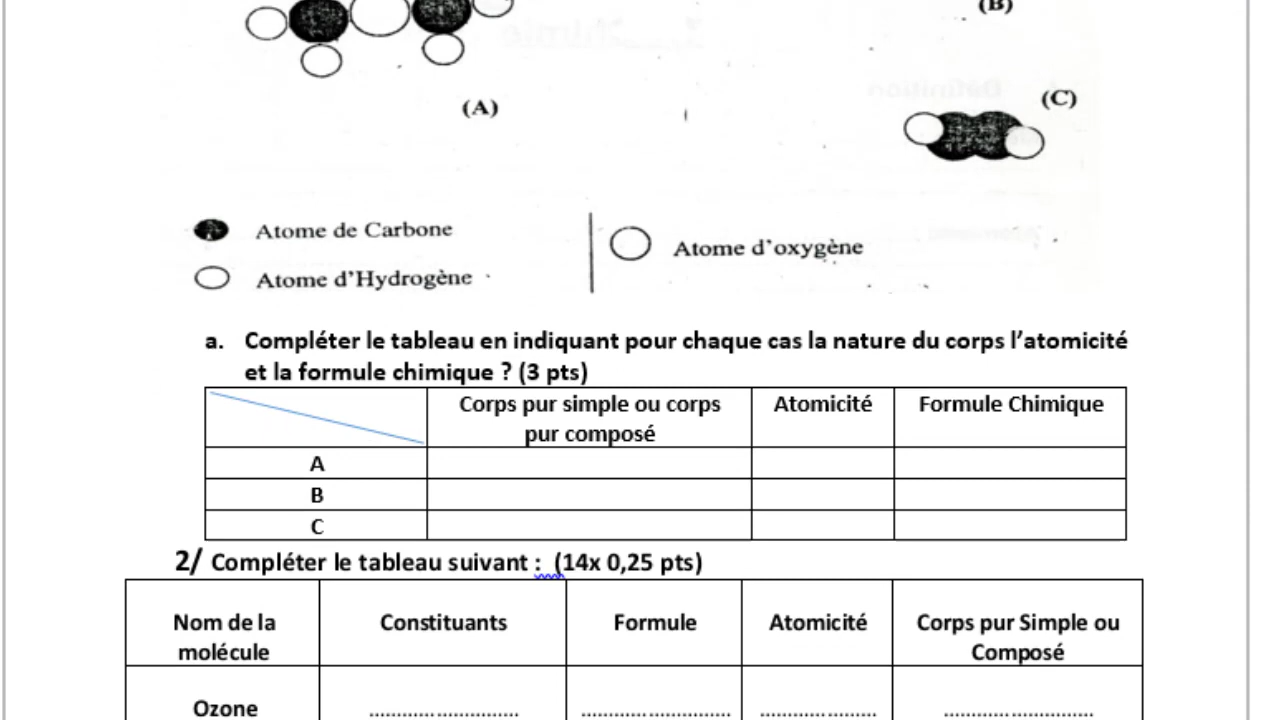 (B)
(A)
(C)
Atome de Carbone
Atome d'oxygène
Atome d'Hydrogène
a. Compléter le tableau en indiquant pour chaque cas la nature du corps l'atomicité
et la formule chimique ? (3 pts)
Corps pur simple ou corps pur composé Atomicité Formule Chimique
A
B
C
2/ Compléter le tableau suivant : (14x 0,25 pts)
Nom de la molécule Constituants Formule Atomicité Corps pur Simple ou Composé
Ozone ........................... ........................... ..................... ...........................